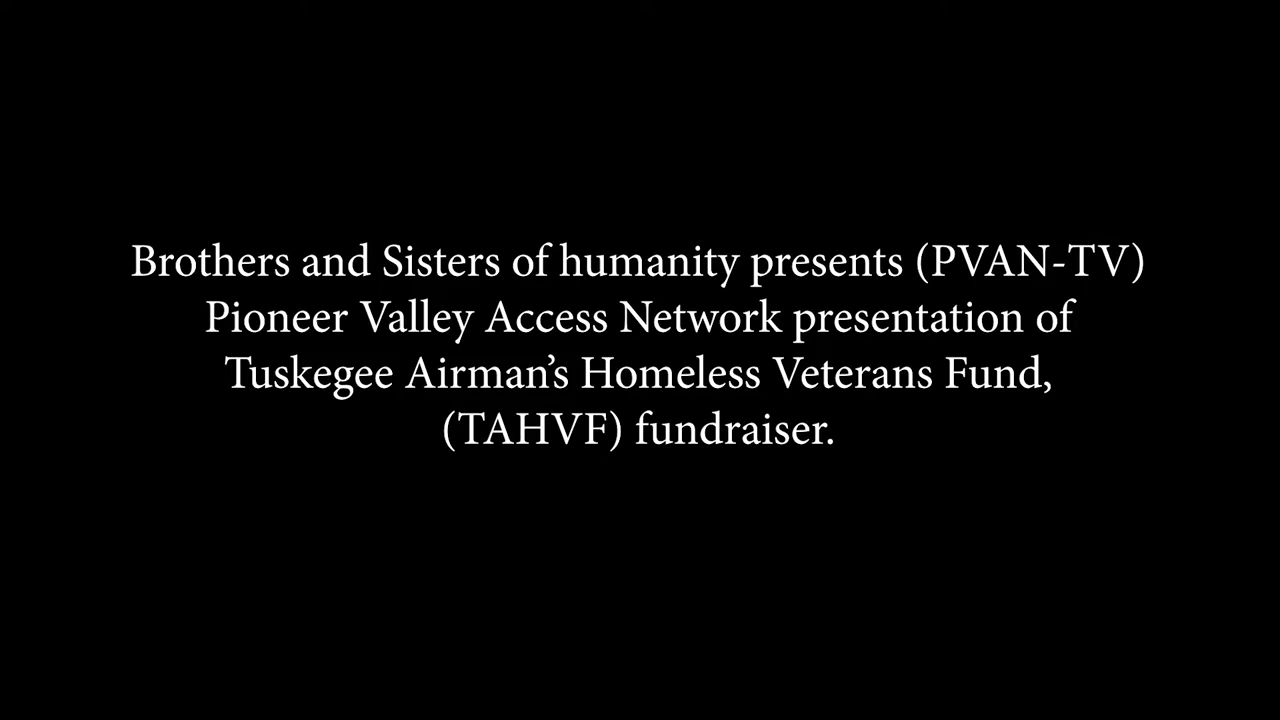 Brothers and Sisters of humanity presents (PVAN-TV)
Pioneer Valley Access Network presentation of
Tuskegee Airman’s Homeless Veterans Fund,
(TAHVF) fundraiser.